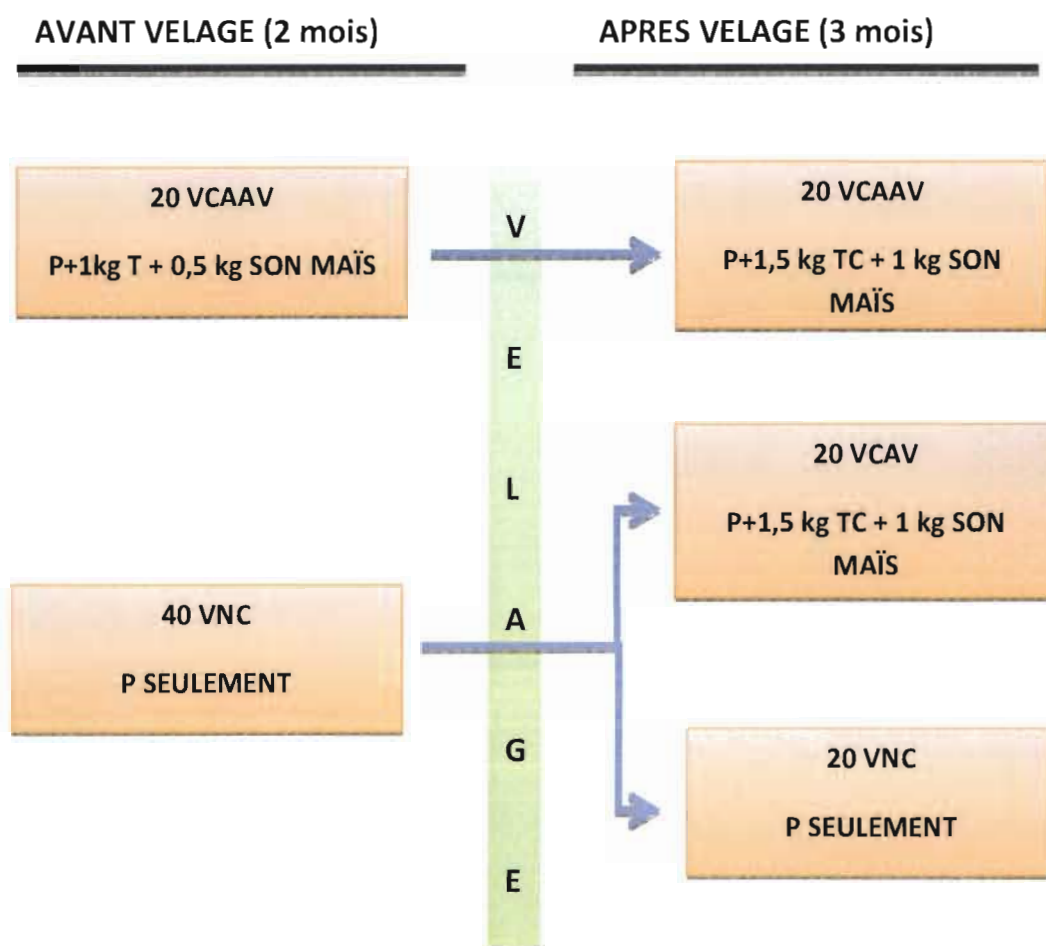 AVANT VELAGE (2 mois)
APRES VELAGE (3 mois)
20 VCAAV
P+1kg T + 0,5 kg SON MAÏS
20 VCAAV
P+1,5 kg TC + 1 kg SON
MAÏS
V
E
L
A
G
E
20 VCAV
P+1,5 kg TC + 1 kg SON
MAÏS
40 VNC
P SEULEMENT
20 VNC
P SEULEMENT